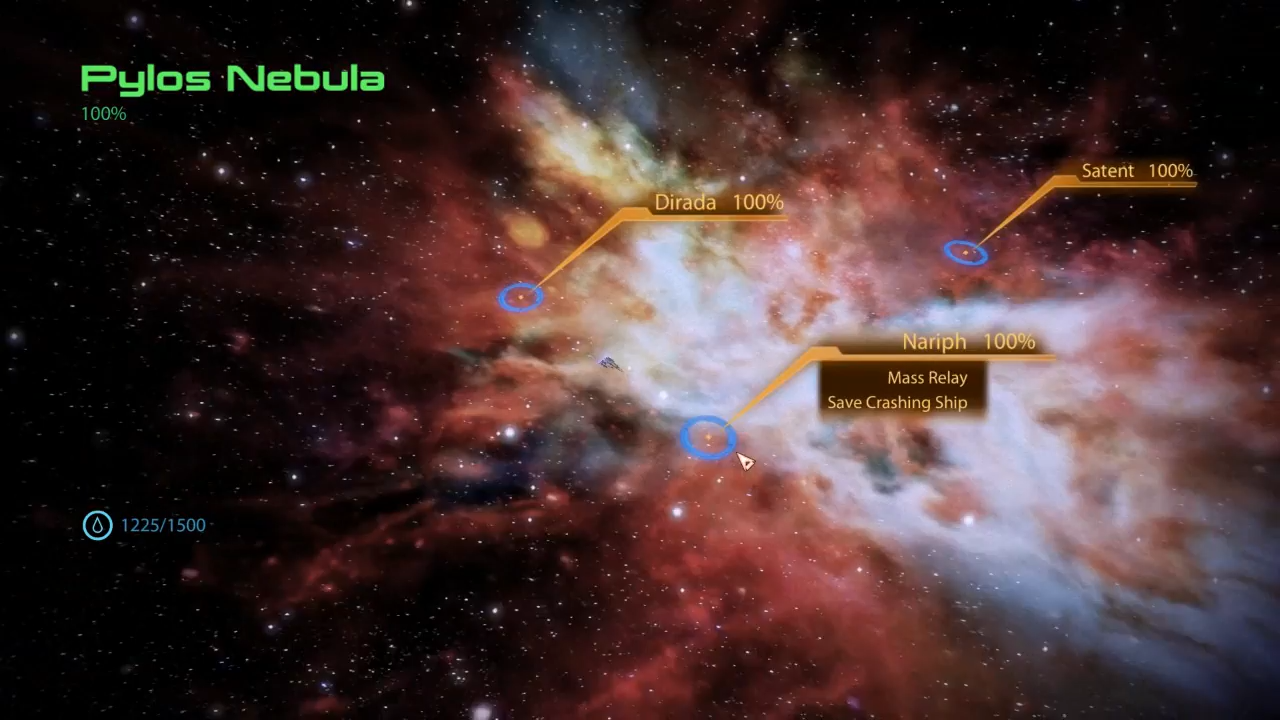 Pylos Nebula
100%
Satent 100%
Dirada 100%
Nariph 100%
Mass Relay
Save Crashing Ship
1225/1500